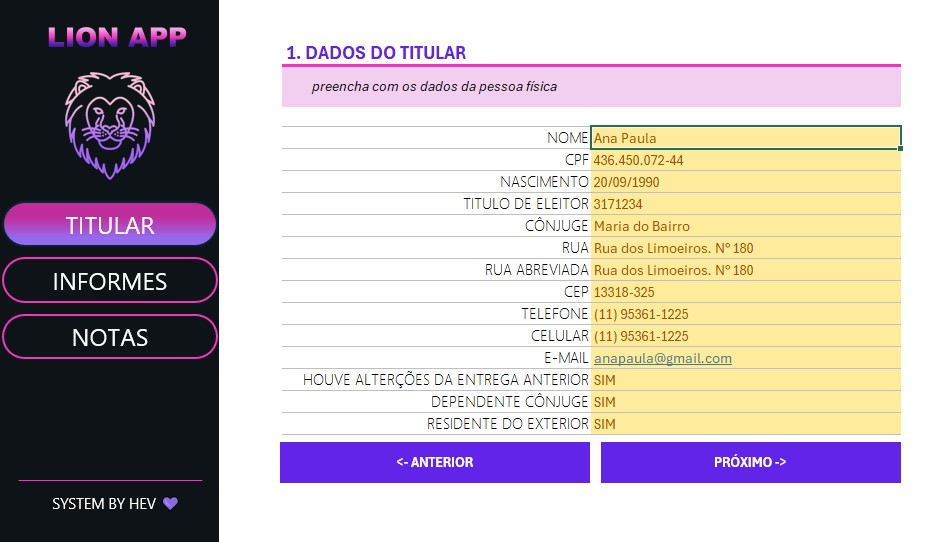 LION APP
TITULAR
INFORMES
NOTAS
SYSTEM BY HEV
1. DADOS DO TITULAR
preencha com os dados da pessoa física
NOME Ana Paula
CPF 436.450.072-44
NASCIMENTO 20/09/1990
TITULO DE ELEITOR 3171234
CÔNJUGE Maria do Bairro
RUA Rua dos Limoeiros. Nº 180
RUA ABREVIADA Rua dos Limoeiros. Nº 180
CEP 13318-325
TELEFONE (11) 95361-1225
CELULAR (11) 95361-1225
E-MAIL anapaula@gmail.com
HOUVE ALTERÇÕES DA ENTREGA ANTERIOR SIM
DEPENDENTE CÔNJUGE SIM
RESIDENTE DO EXTERIOR SIM
<- ANTERIOR
PRÓXIMO ->